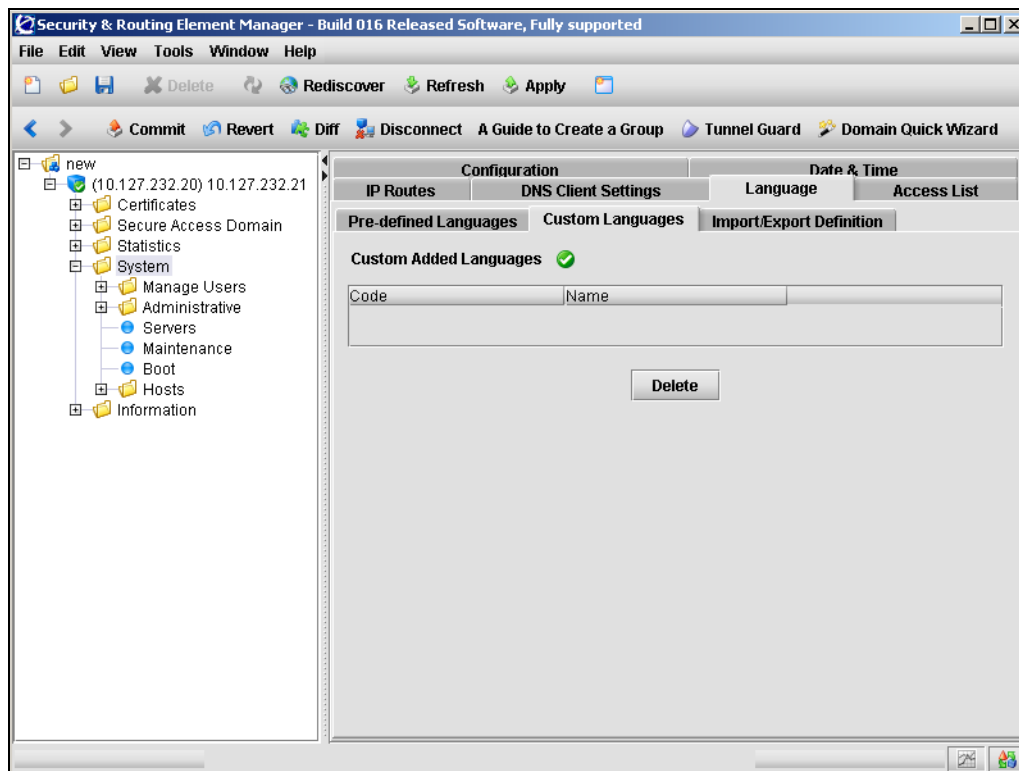 Security & Routing Element Manager - Build 016 Released Software, Fully supported
File Edit View Tools Window Help
Delete Rediscover Refresh Apply
Commit Revert Diff Disconnect A Guide to Create a Group Tunnel Guard Domain Quick Wizard
new
(10.127.232.20) 10.127.232.21
Certificates
Secure Access Domain
Statistics
System
Manage Users
Administrative
Servers
Maintenance
Boot
Hosts
Information
Configuration Date & Time
IP Routes DNS Client Settings Language Access List
Pre-defined Languages Custom Languages Import/Export Definition
Custom Added Languages
Code Name
Delete